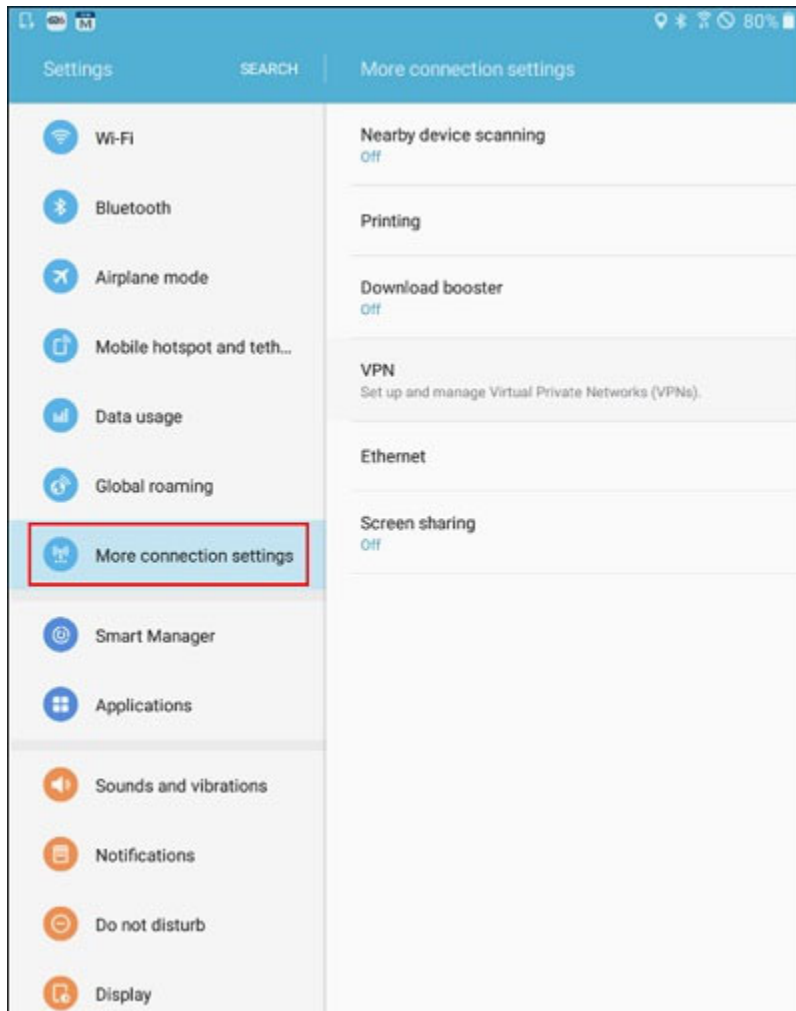 80%
Settings
SEARCH
More connection settings
Wi-Fi
Bluetooth
Airplane mode
Mobile hotspot and teth...
Data usage
Global roaming
More connection settings
Smart Manager
Applications
Sounds and vibrations
Notifications
Do not disturb
Display
Nearby device scanning
Off
Printing
Download booster
Off
VPN
Set up and manage Virtual Private Networks (VPNs).
Ethernet
Screen sharing
Off